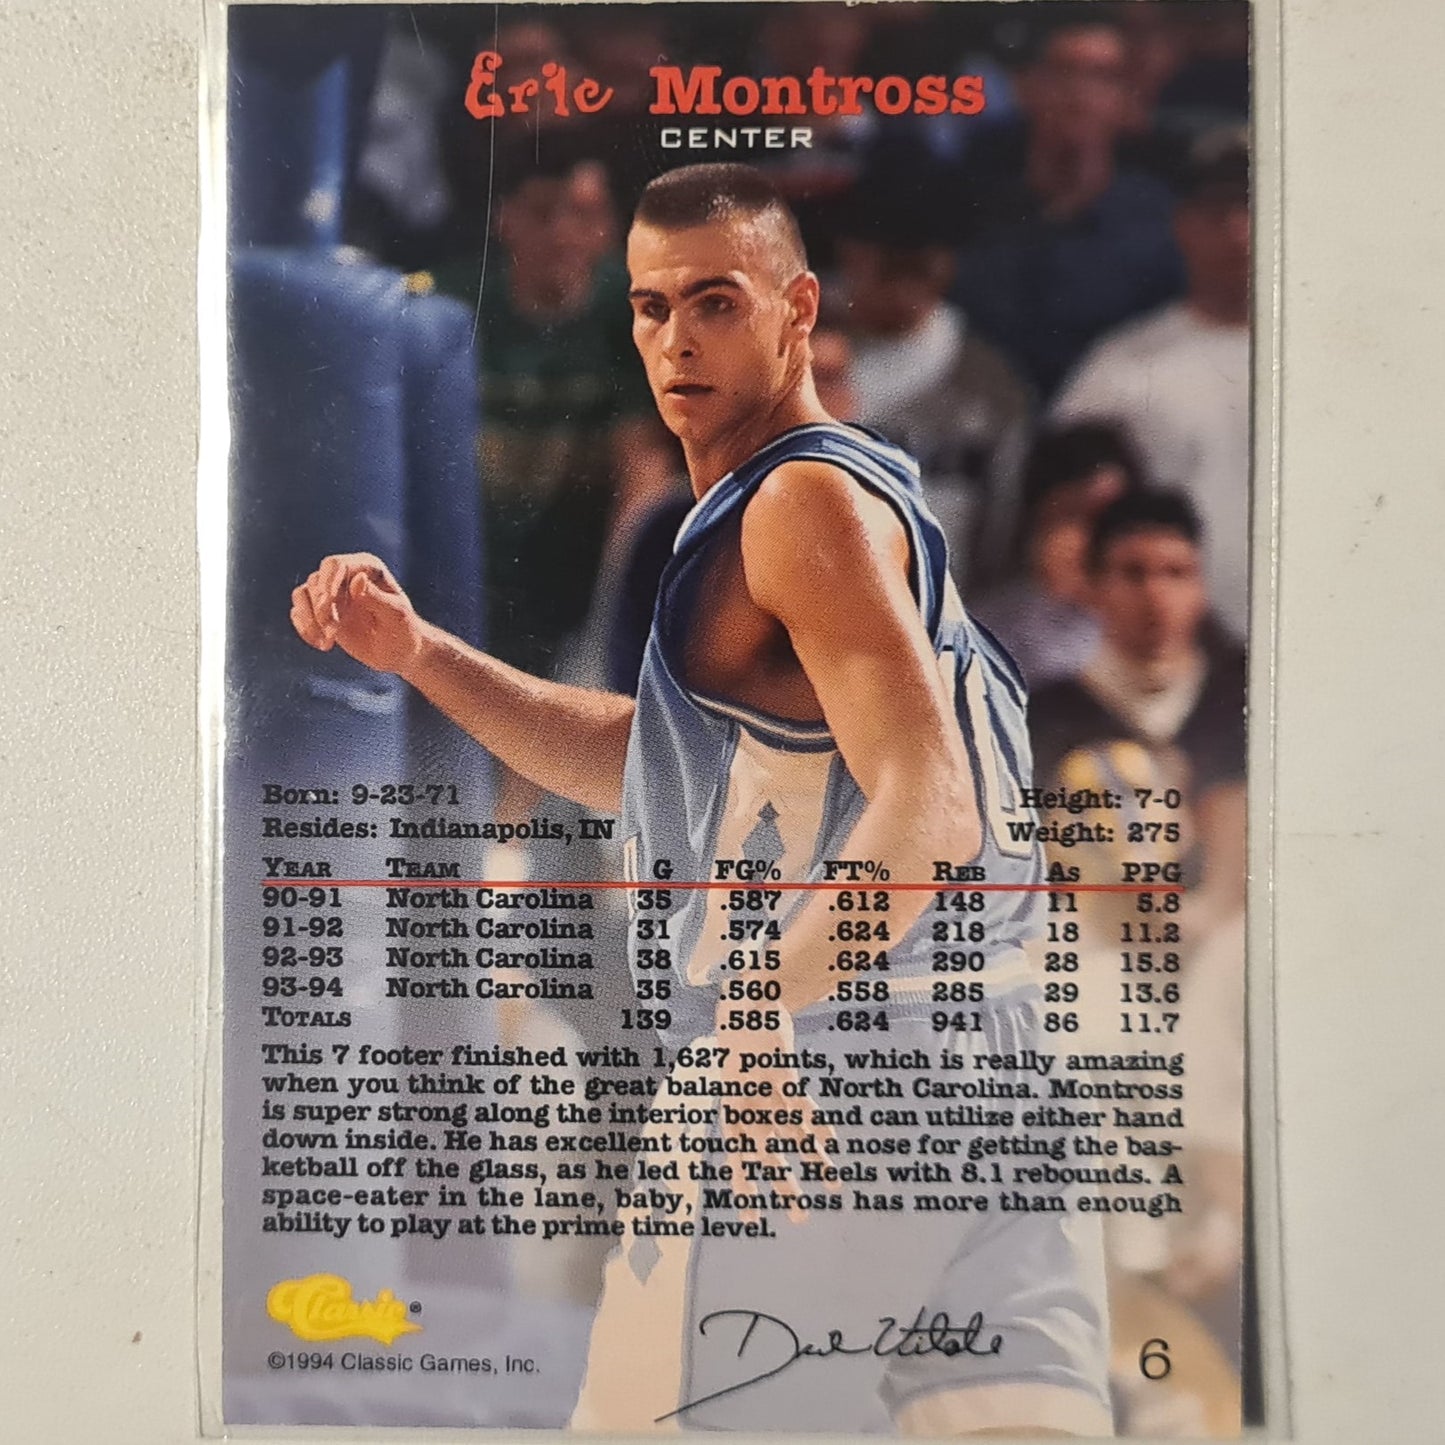 Eric Montross
CENTER
Born: 9-23-71 Height: 7-0
Resides: Indianapolis, IN Weight: 275
YEAR TEAM G FG% FT% REB AS PPG
90-91 North Carolina 35 .587 .612 148 11 5.8
91-92 North Carolina 31 .574 .624 218 18 11.2
92-93 North Carolina 38 .615 .624 290 28 15.8
93-94 North Carolina 35 .560 .558 285 29 13.6
TOTALS 139 .585 .624 941 86 11.7
This 7 footer finished with 1,627 points, which is really amazing
when you think of the great balance of North Carolina. Montross
is super strong along the interior boxes and can utilize either hand
down inside. He has excellent touch and a nose for getting the bas-
ketball off the glass, as he led the Tar Heels with 8.1 rebounds. A
space-eater in the lane, baby, Montross has more than enough
ability to play at the prime time level.
Classic®
©1994 Classic Games, Inc.
6